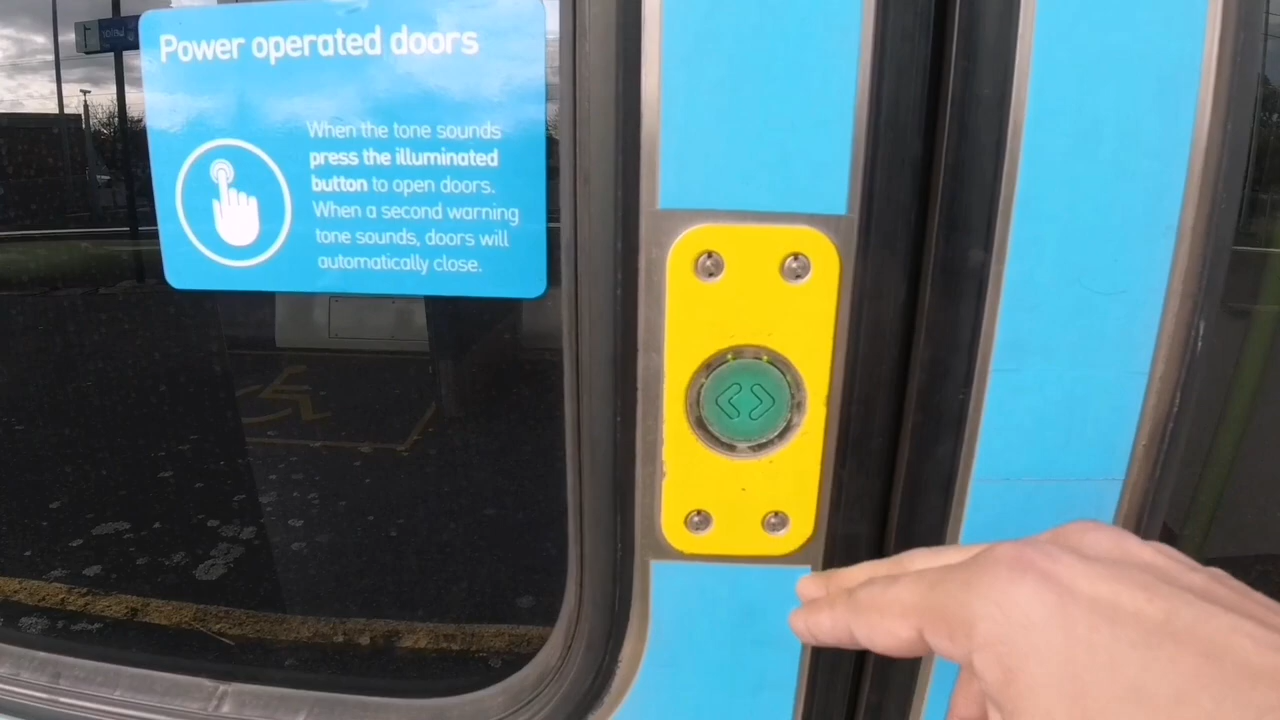 Power operated doors
When the tone sounds
press the illuminated
button to open doors.
When a second warning
tone sounds, doors will
automatically close.